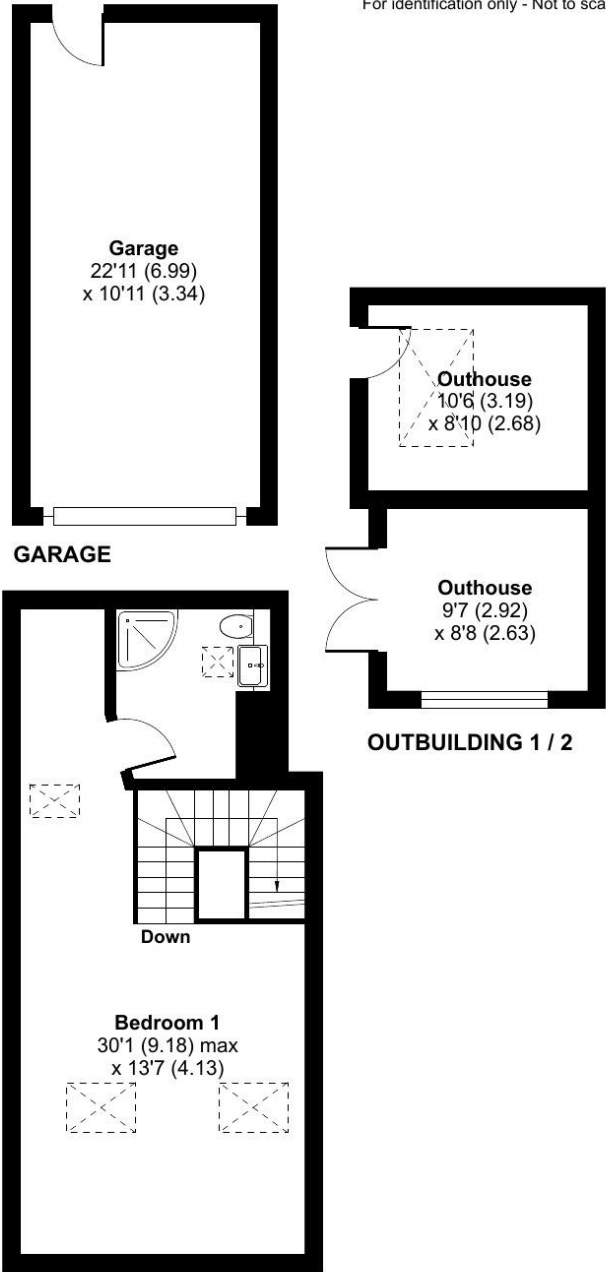 For identification only - Not to sca
Garage
22'11 (6.99)
x 10'11 (3.34)
GARAGE
Outhouse
10'6 (3.19)
x 8'10 (2.68)
Outhouse
9'7 (2.92)
x 8'8 (2.63)
OUTBUILDING 1 / 2
Down
Bedroom 1
30'1 (9.18) max
x 13'7 (4.13)